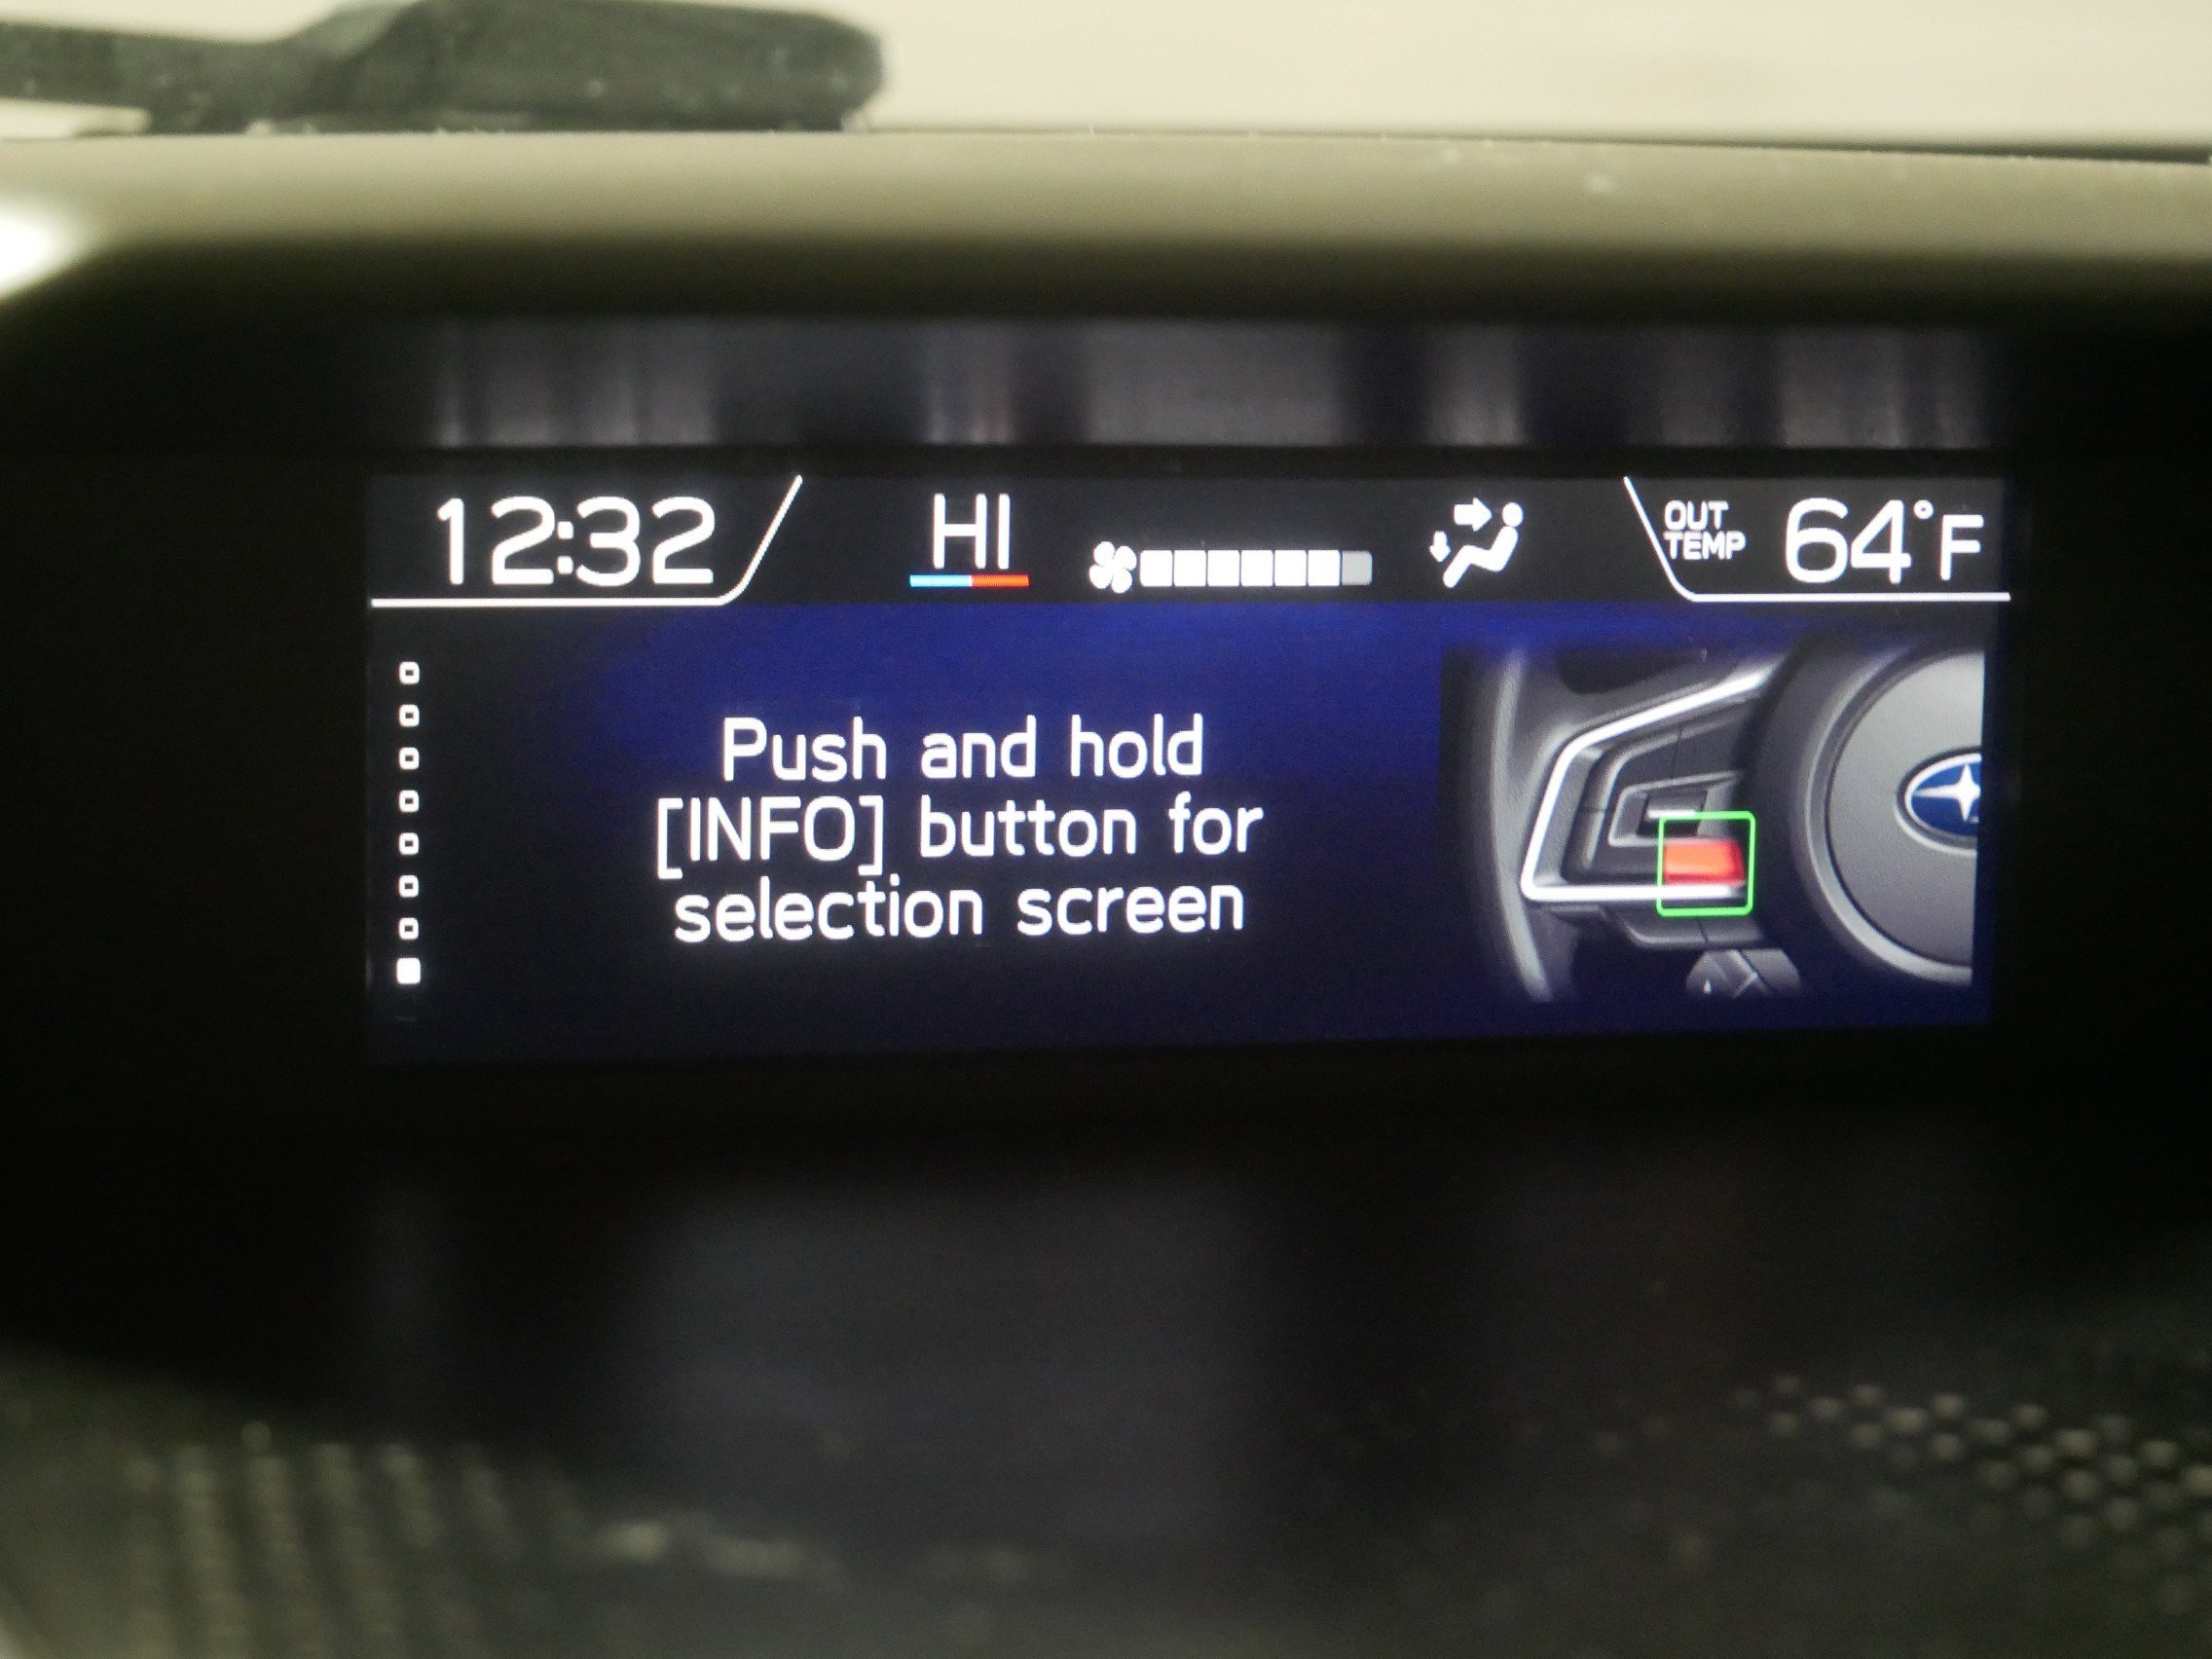 12:32
HI
OUT
TEMP
64°F
Push and hold
[INFO] button for
selection screen